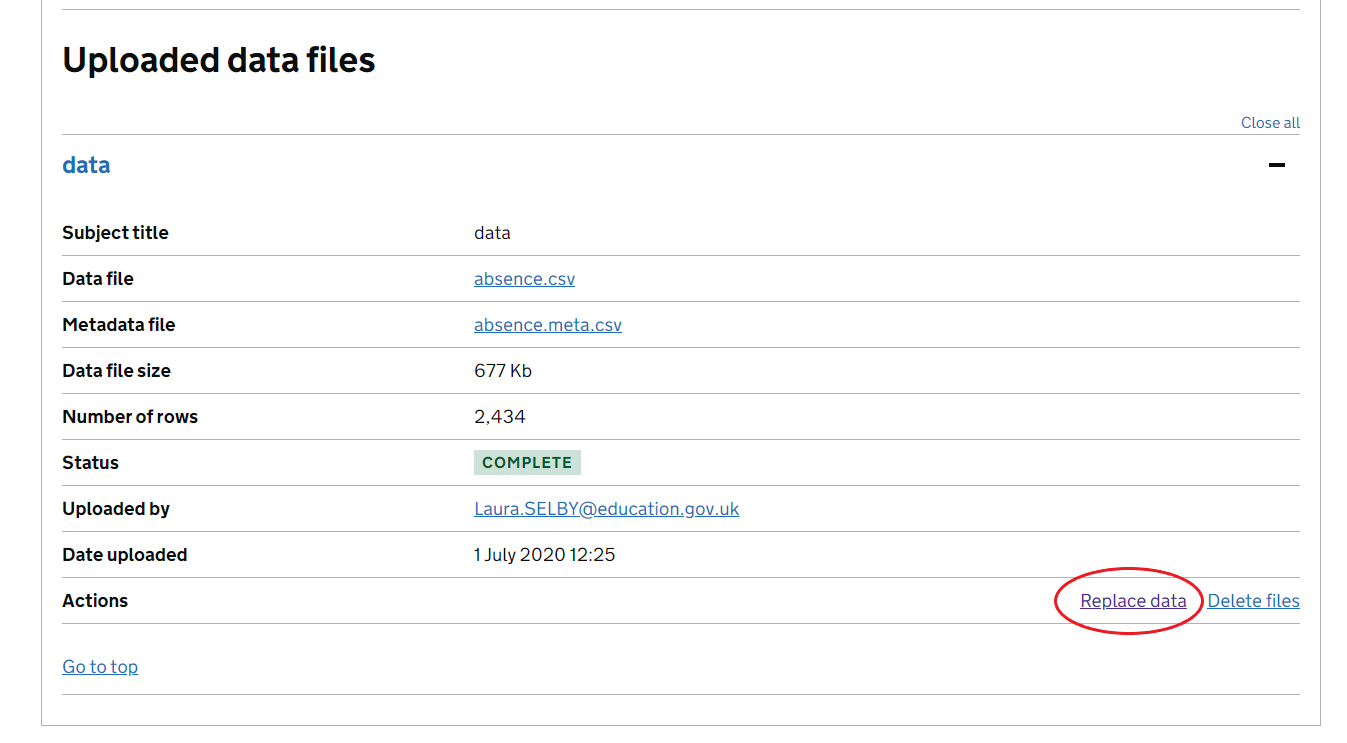 Uploaded data files
Close all
data
Subject title data
Data file absence.csv
Metadata file absence.meta.csv
Data file size 677 Kb
Number of rows 2,434
Status COMPLETE
Uploaded by Laura.SELBY@education.gov.uk
Date uploaded 1 July 2020 12:25
Actions Replace data Delete files
Go to top